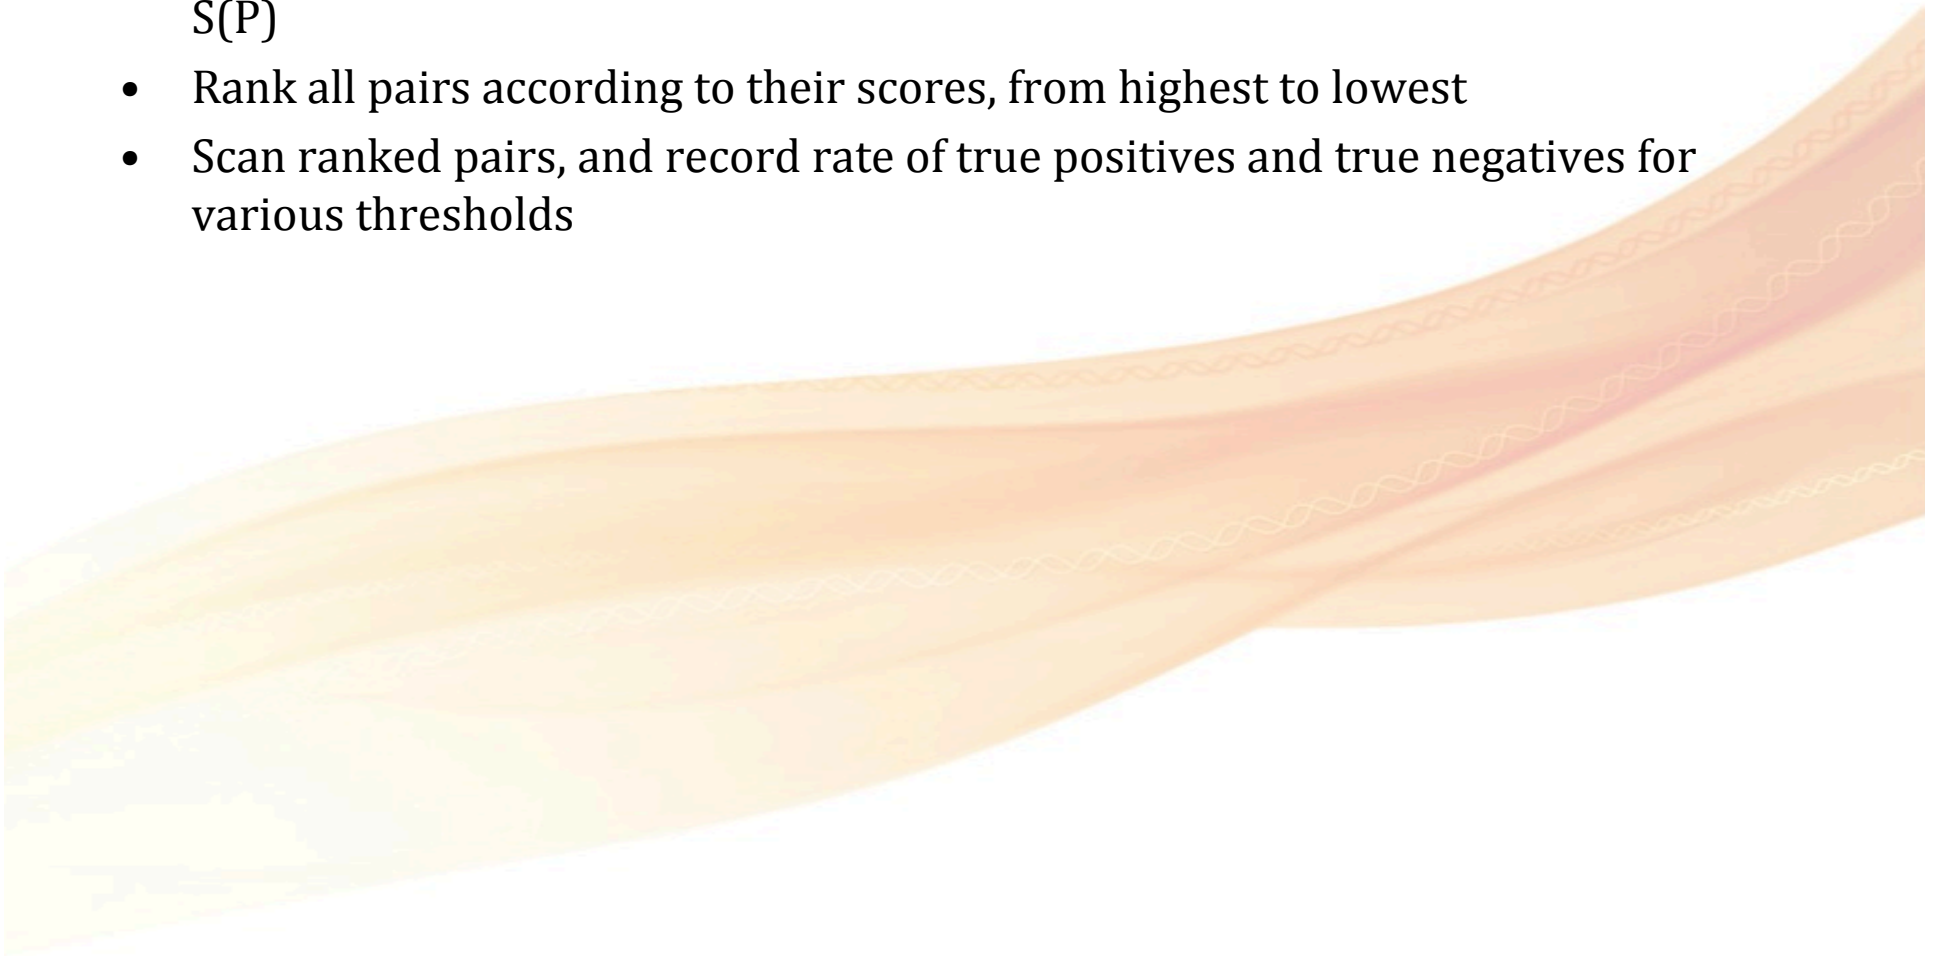 S(P)
• Rank all pairs according to their scores, from highest to lowest
• Scan ranked pairs, and record rate of true positives and true negatives for
various thresholds